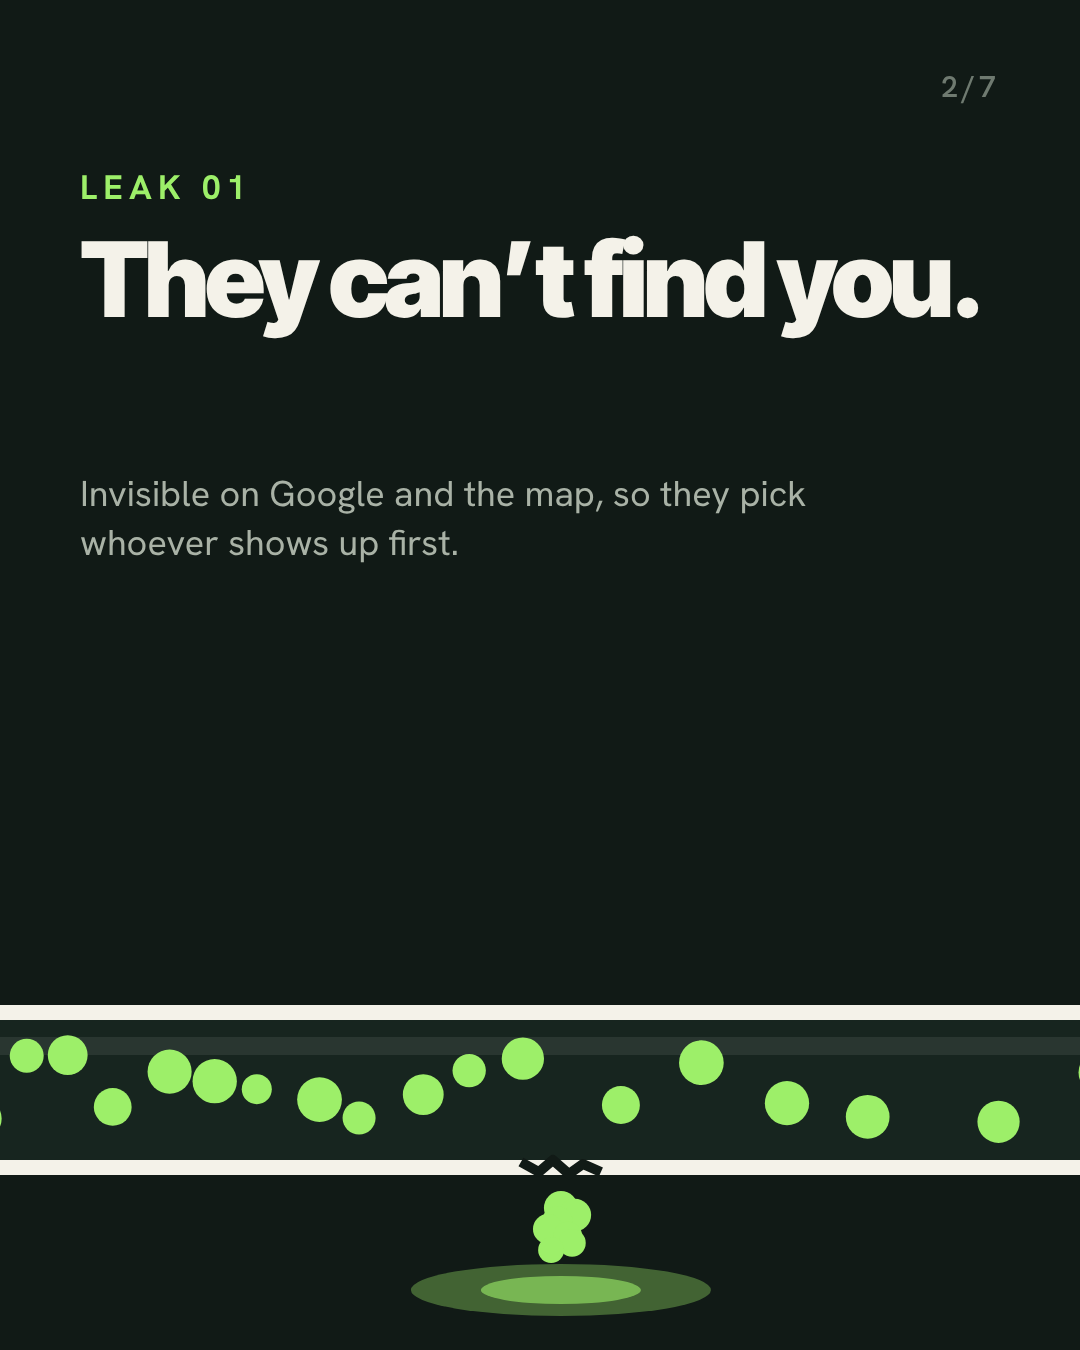 2/7
LEAK 01
They can’t find you.
Invisible on Google and the map, so they pick
whoever shows up first.